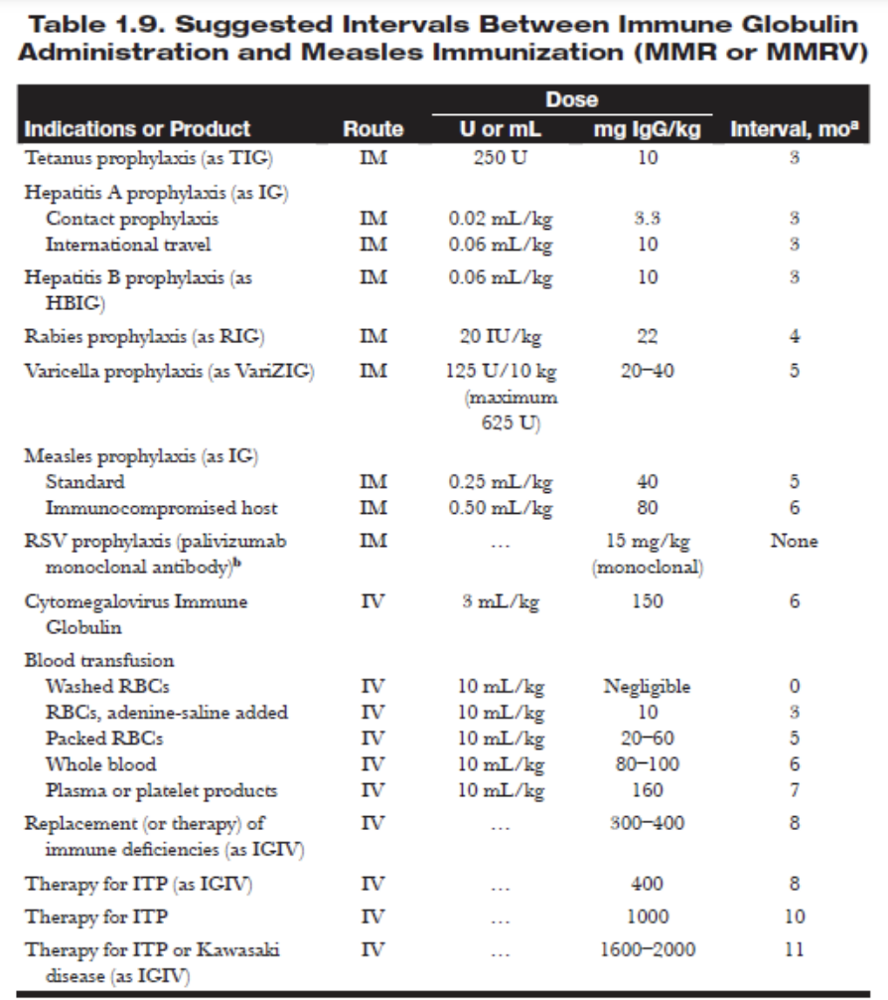 Table 1.9. Suggested Intervals Between Immune Globulin
Administration and Measles Immunization (MMR or MMRV)
Dose
Indications or Product Route U or mL mg IgG/kg Interval, moª
Tetanus prophylaxis (as TIG) IM 250 U 10 3
Hepatitis A prophylaxis (as IG)
Contact prophylaxis IM 0.02 mL/kg 3.3 3
International travel IM 0.06 mL/kg 10 3
Hepatitis B prophylaxis (as IM 0.06 mL/kg 10 3
HBIG)
Rabies prophylaxis (as RIG) IM 20 IU/kg 22 4
Varicella prophylaxis (as VariZIG) IM 125 U/10 kg 20–40 5
(maximum
625 U)
Measles prophylaxis (as IG)
Standard IM 0.25 mL/kg 40 5
Immunocompromised host IM 0.50 mL/kg 80 6
RSV prophylaxis (palivizumab IM ... 15 mg/kg None
monoclonal antibody)ᵇ (monoclonal)
Cytomegalovirus Immune IV 3 mL/kg 150 6
Globulin
Blood transfusion
Washed RBCs IV 10 mL/kg Negligible 0
RBCs, adenine-saline added IV 10 mL/kg 10 3
Packed RBCs IV 10 mL/kg 20–60 5
Whole blood IV 10 mL/kg 80–100 6
Plasma or platelet products IV 10 mL/kg 160 7
Replacement (or therapy) of IV ... 300–400 8
immune deficiencies (as IGIV)
Therapy for ITP (as IGIV) IV ... 400 8
Therapy for ITP IV ... 1000 10
Therapy for ITP or Kawasaki IV ... 1600–2000 11
disease (as IGIV)